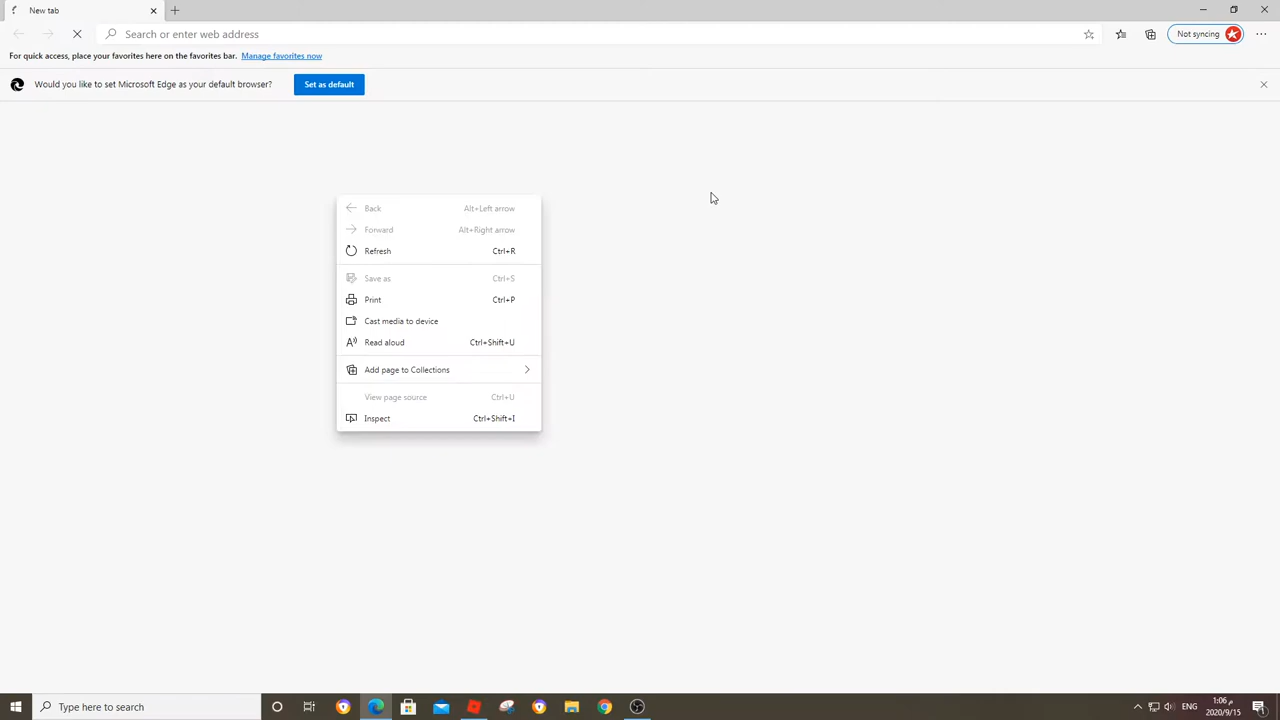 New tab
Search or enter web address
Not syncing
For quick access, place your favorites here on the favorites bar. Manage favorites now
Would you like to set Microsoft Edge as your default browser? Set as default
Back Alt+Left arrow
Forward Alt+Right arrow
Refresh Ctrl+R
Save as Ctrl+S
Print Ctrl+P
Cast media to device
Read aloud Ctrl+Shift+U
Add page to Collections
View page source Ctrl+U
Inspect Ctrl+Shift+I
Type here to search
ENG
1:06 م
2020/9/15